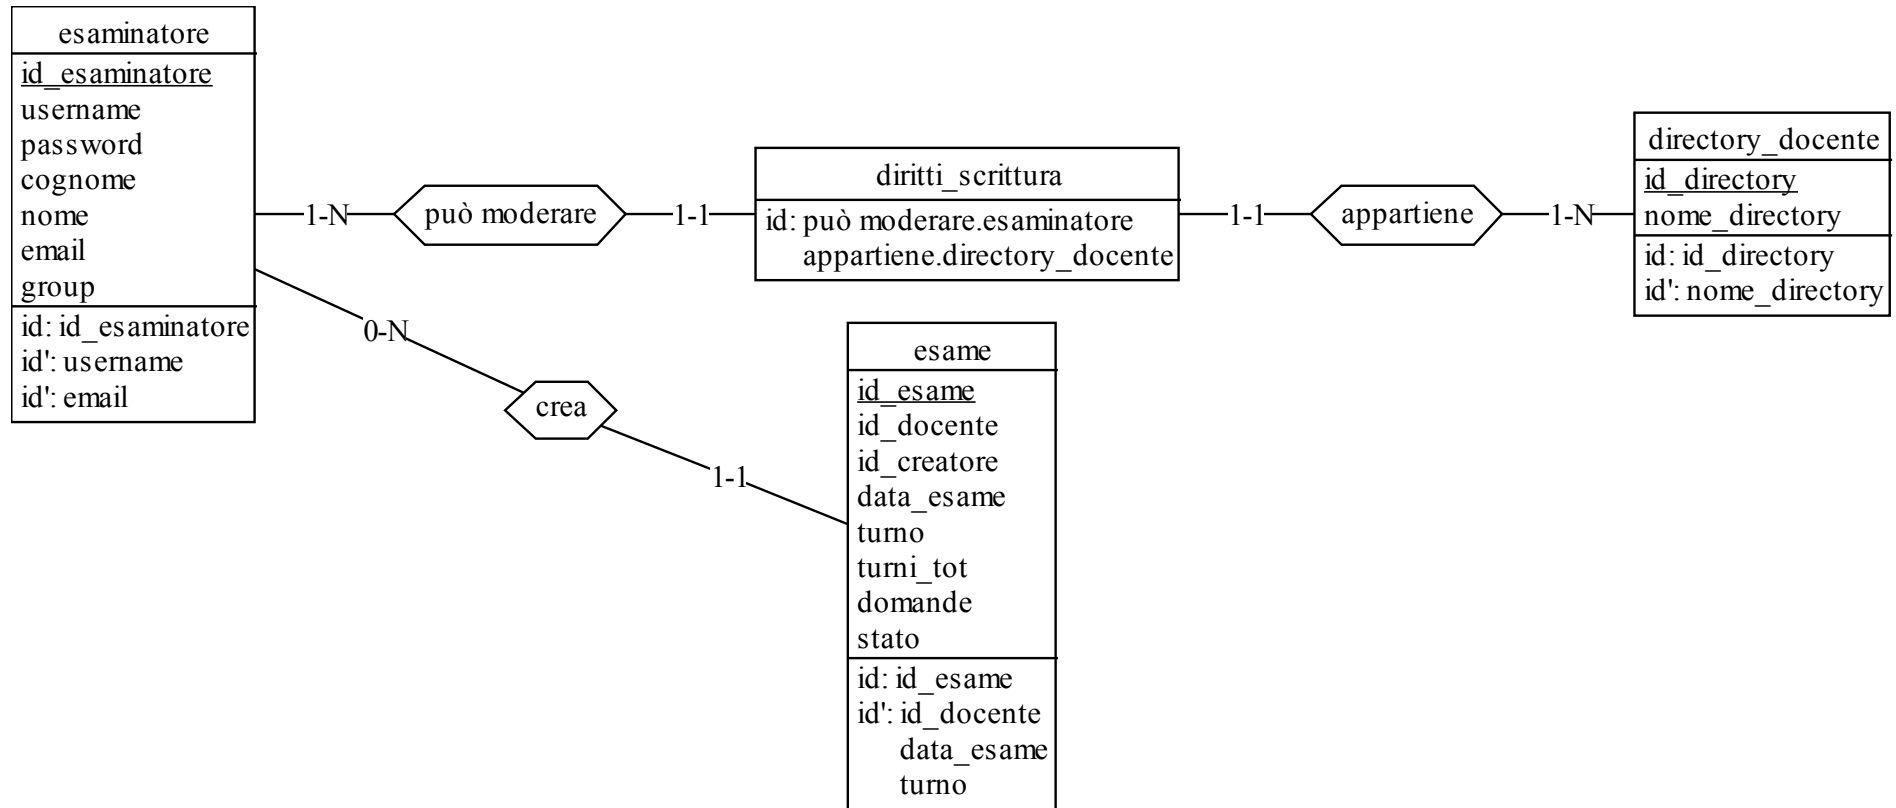 esaminatore
id_esaminatore
username
password
cognome
nome
email
group
id: id_esaminatore
id': username
id': email
1-N
può moderare
1-1
diritti_scrittura
id: può moderare.esaminatore
appartiene.directory_docente
1-1
appartiene
1-N
directory_docente
id_directory
nome_directory
id: id_directory
id': nome_directory
0-N
crea
1-1
esame
id_esame
id_docente
id_creatore
data_esame
turno
turni_tot
domande
stato
id: id_esame
id': id_docente
data_esame
turno